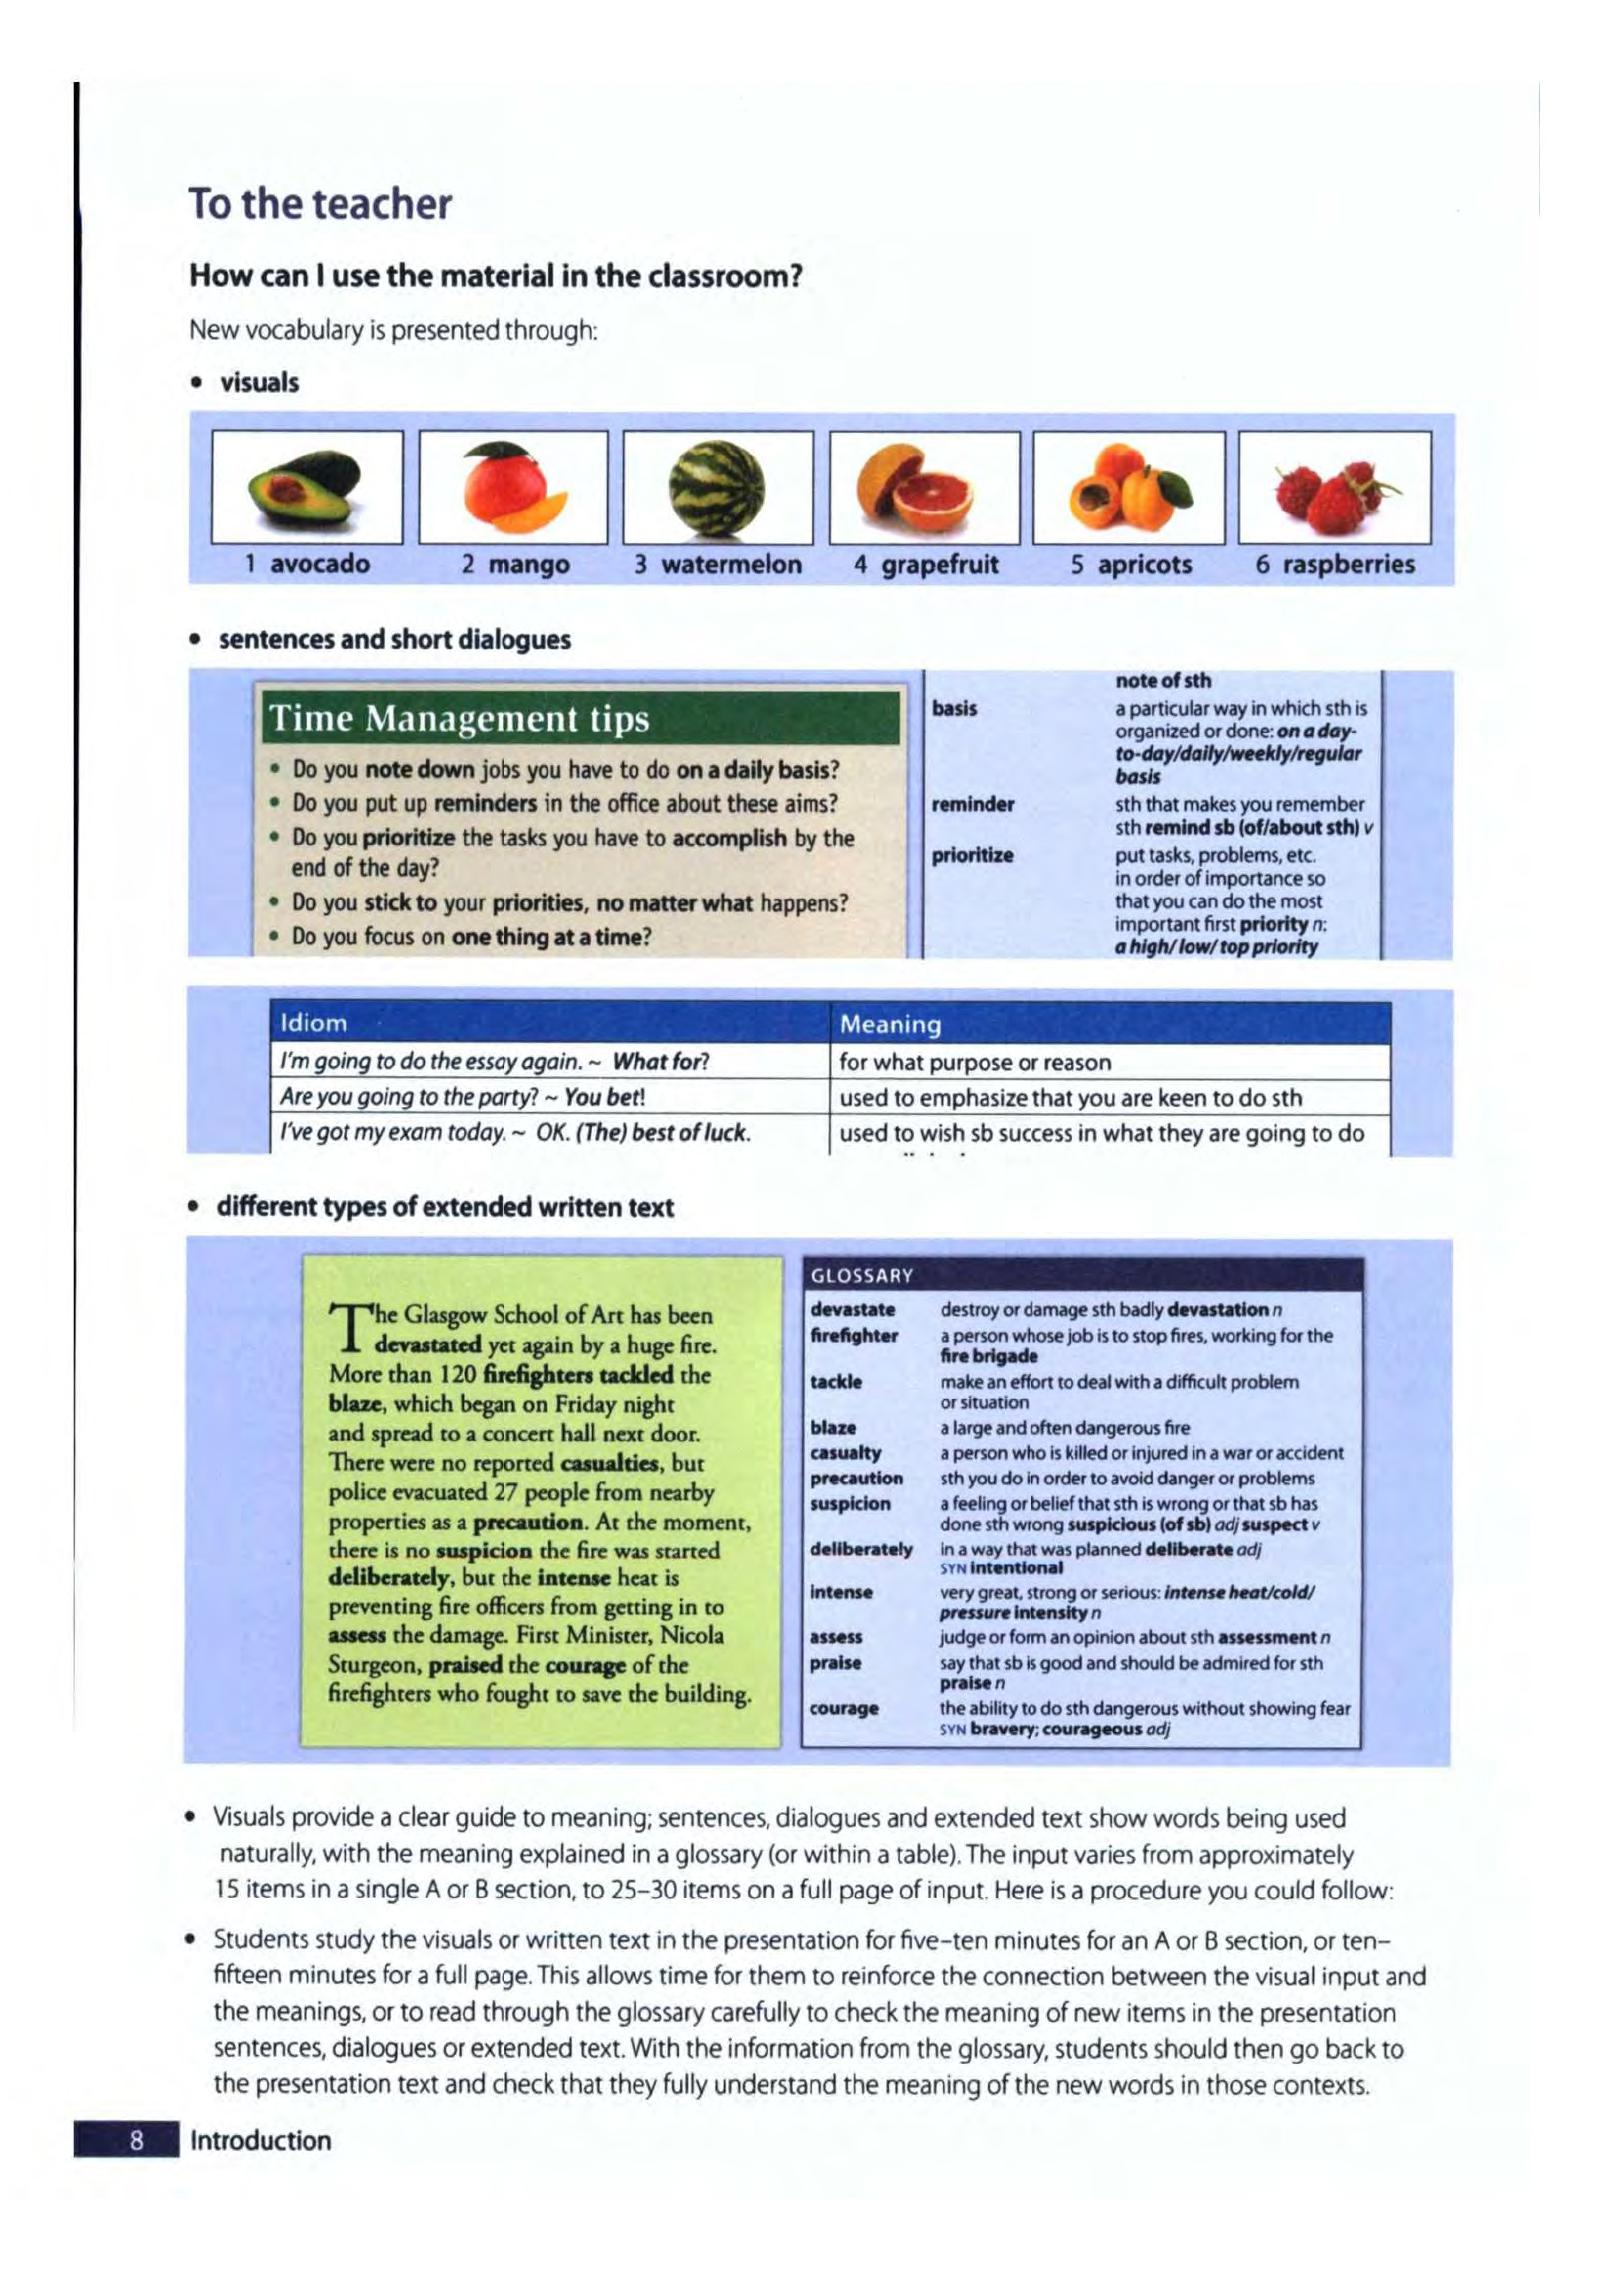 To the teacher
How can I use the material in the classroom?
New vocabulary is presented through:
• visuals
1 avocado
2 mango
3 watermelon
4 grapefruit
5 apricots
6 raspberries
• sentences and short dialogues
Time Management tips
• Do you note down jobs you have to do on a daily basis?
• Do you put up reminders in the office about these aims?
• Do you prioritize the tasks you have to accomplish by the
end of the day?
• Do you stick to your priorities, no matter what happens?
• Do you focus on one thing at a time?
note of sth
basis a particular way in which sth is
organized or done: on a day-
to-day/daily/weekly/regular
basis
reminder sth that makes you remember
sth remind sb (of/about sth) v
prioritize put tasks, problems, etc.
in order of importance so
that you can do the most
important first priority n:
a high/low/top priority
Idiom Meaning
I'm going to do the essay again. ~ What for? for what purpose or reason
Are you going to the party? ~ You bet! used to emphasize that you are keen to do sth
I've got my exam today. ~ OK. (The) best of luck. used to wish sb success in what they are going to do
• different types of extended written text
The Glasgow School of Art has been
devastated yet again by a huge fire.
More than 120 firefighters tackled the
blaze, which began on Friday night
and spread to a concert hall next door.
There were no reported casualties, but
police evacuated 27 people from nearby
properties as a precaution. At the moment,
there is no suspicion the fire was started
deliberately, but the intense heat is
preventing fire officers from getting in to
assess the damage. First Minister, Nicola
Sturgeon, praised the courage of the
firefighters who fought to save the building.
GLOSSARY
devastate destroy or damage sth badly devastation n
firefighter a person whose job is to stop fires, working for the
fire brigade
tackle make an effort to deal with a difficult problem
or situation
blaze a large and often dangerous fire
casualty a person who is killed or injured in a war or accident
precaution sth you do in order to avoid danger or problems
suspicion a feeling or belief that sth is wrong or that sb has
done sth wrong suspicious (of sb) adj suspect v
deliberately in a way that was planned deliberate adj
SYN intentional
intense very great, strong or serious: intense heat/cold/
pressure intensity n
assess judge or form an opinion about sth assessment n
praise say that sb is good and should be admired for sth
praise n
courage the ability to do sth dangerous without showing fear
SYN bravery; courageous adj
• Visuals provide a clear guide to meaning; sentences, dialogues and extended text show words being used
naturally, with the meaning explained in a glossary (or within a table). The input varies from approximately
15 items in a single A or B section, to 25–30 items on a full page of input. Here is a procedure you could follow:
• Students study the visuals or written text in the presentation for five–ten minutes for an A or B section, or ten–
fifteen minutes for a full page. This allows time for them to reinforce the connection between the visual input and
the meanings, or to read through the glossary carefully to check the meaning of new items in the presentation
sentences, dialogues or extended text. With the information from the glossary, students should then go back to
the presentation text and check that they fully understand the meaning of the new words in those contexts.
8 Introduction